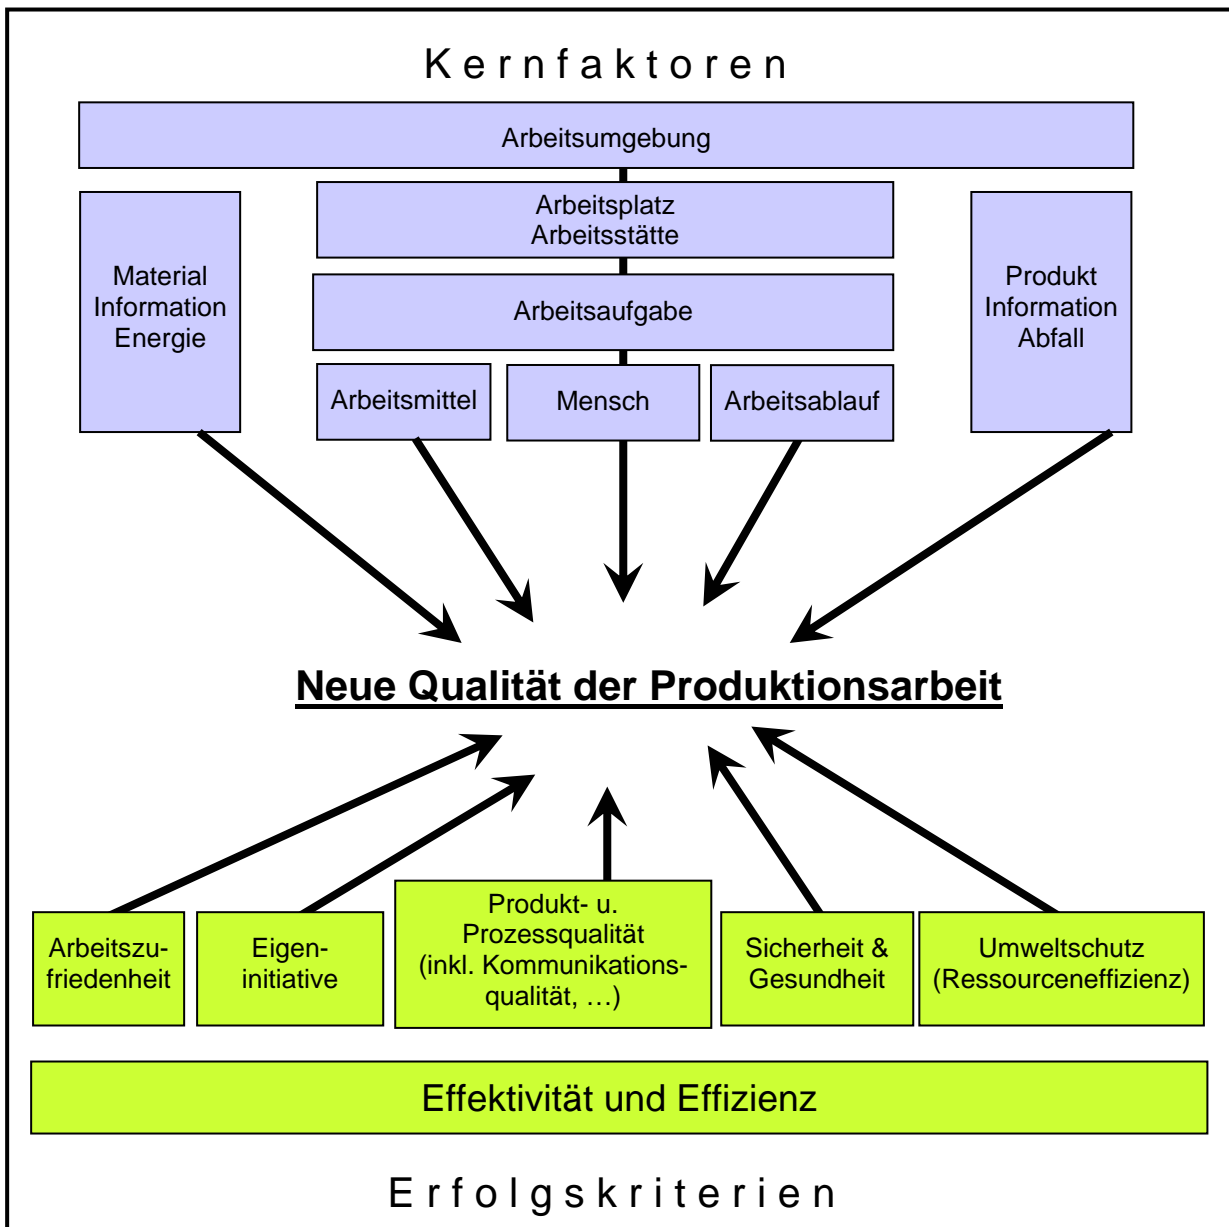 Kernfaktoren
Arbeitsumgebung
Arbeitsplatz
Arbeitsstätte
Material
Information
Energie
Arbeitsaufgabe
Produkt
Information
Abfall
Arbeitsmittel
Mensch
Arbeitsablauf
Neue Qualität der Produktionsarbeit
Arbeitszu-
friedenheit
Eigen-
initiative
Produkt- u.
Prozessqualität
(inkl. Kommunikations-
qualität, …)
Sicherheit &
Gesundheit
Umweltschutz
(Ressourceneffizienz)
Effektivität und Effizienz
Erfolgskriterien